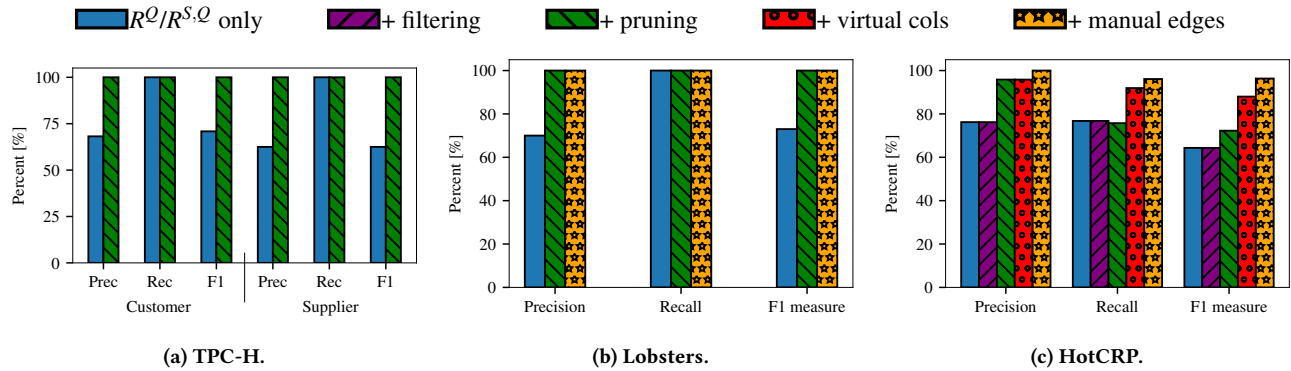 R^Q/R^{S,Q} only + filtering + pruning + virtual cols + manual edges
Percent [%]
100
75
50
25
0
Prec Rec F1 Prec Rec F1
Customer Supplier
(a) TPC-H.
Percent [%]
100
80
60
40
20
0
Precision Recall F1 measure
(b) Lobsters.
Percent [%]
100
80
60
40
20
0
Precision Recall F1 measure
(c) HotCRP.